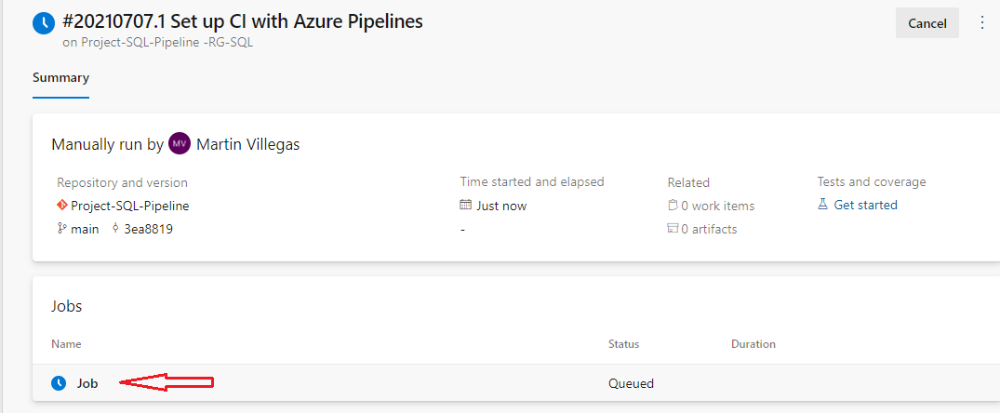 #20210707.1 Set up CI with Azure Pipelines
Cancel
on Project-SQL-Pipeline -RG-SQL
Summary
Manually run by MV Martin Villegas
Repository and version
Time started and elapsed
Related
Tests and coverage
Project-SQL-Pipeline
Just now
0 work items
Get started
main 3ea8819
-
0 artifacts
Jobs
Name Status Duration
Job Queued